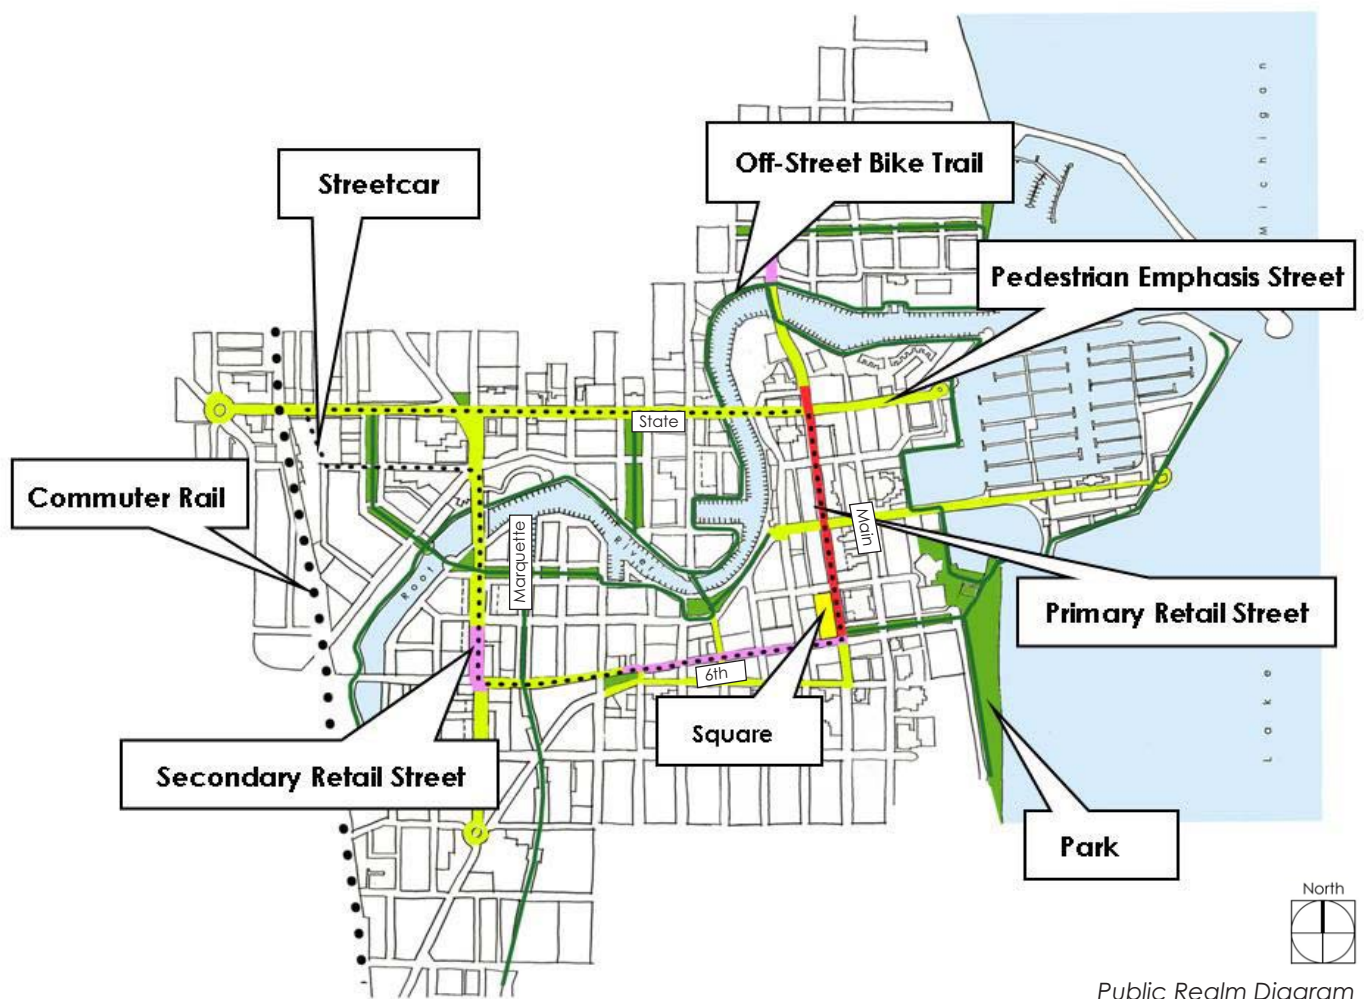 Michigan
Off-Street Bike Trail
Streetcar
Pedestrian Emphasis Street
State
Commuter Rail
Main
Marquette
River
Root
Primary Retail Street
6th
Square
Lake
Secondary Retail Street
Park
North
Public Realm Diagram